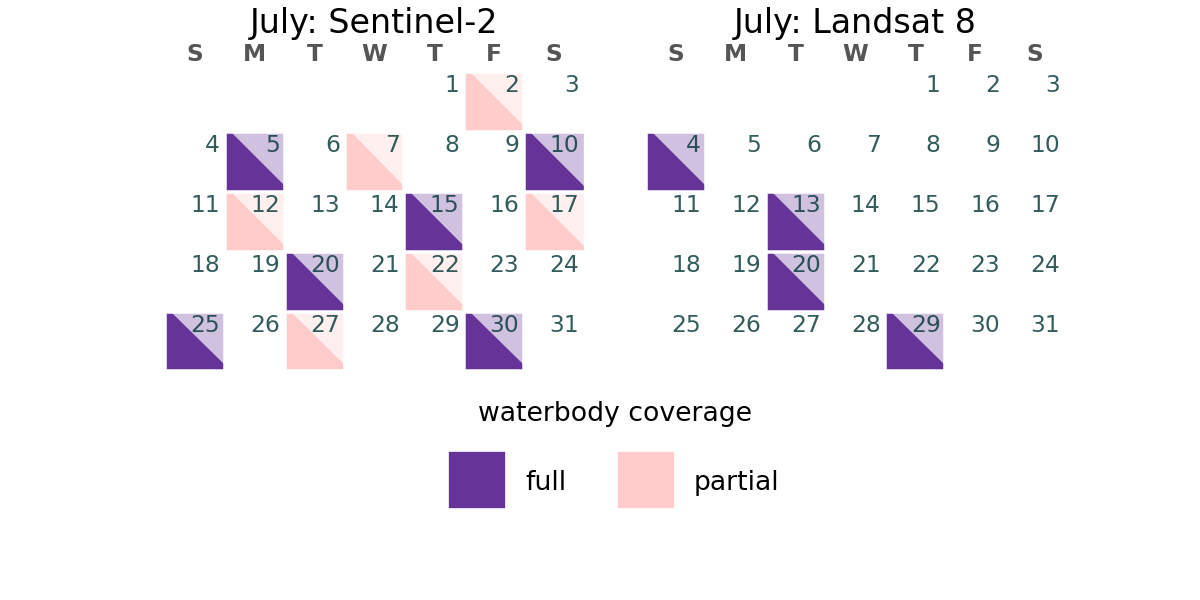 July: Sentinel-2
S M T W T F S
1 2 3
4 5 6 7 8 9 10
11 12 13 14 15 16 17
18 19 20 21 22 23 24
25 26 27 28 29 30 31
July: Landsat 8
S M T W T F S
1 2 3
4 5 6 7 8 9 10
11 12 13 14 15 16 17
18 19 20 21 22 23 24
25 26 27 28 29 30 31
waterbody coverage
full partial